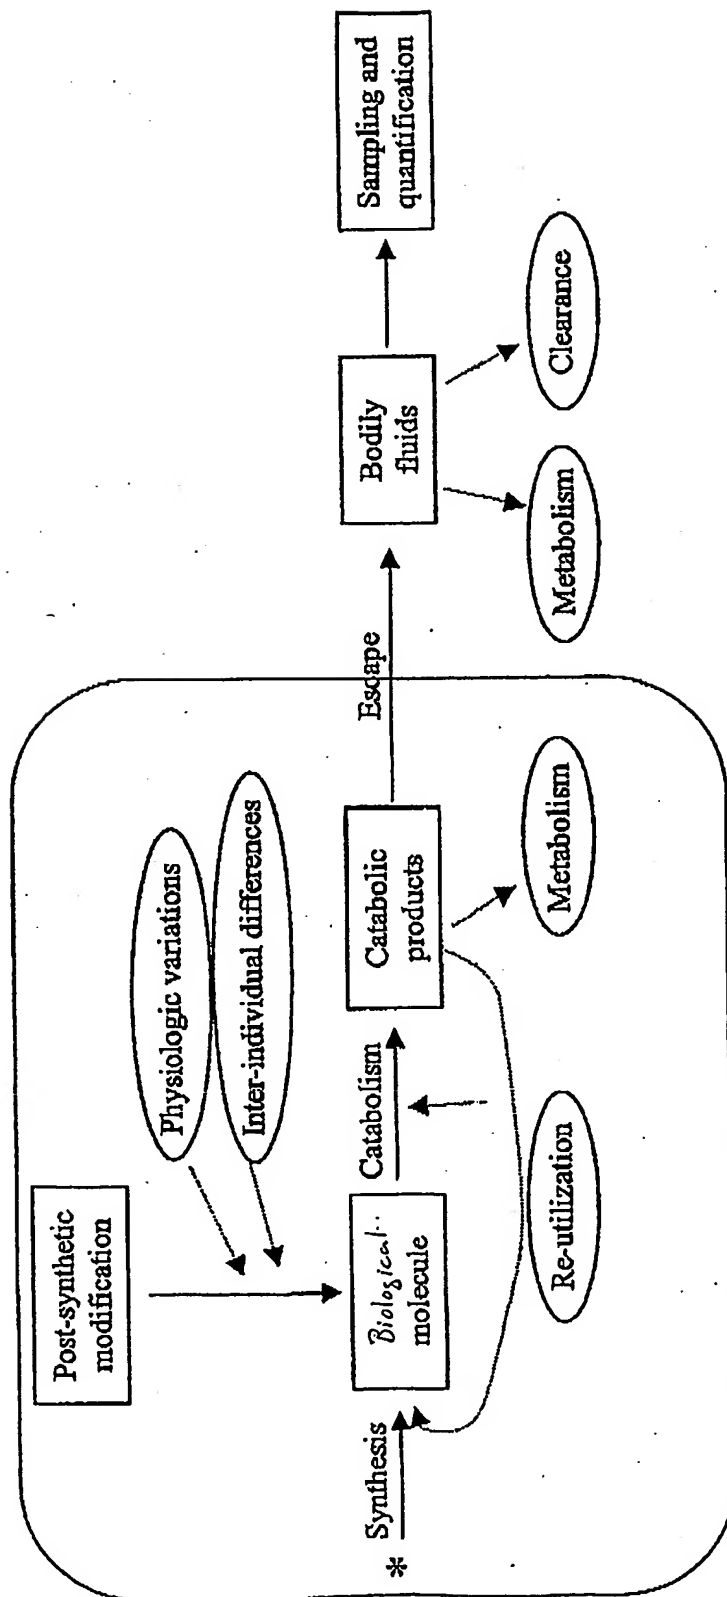 Post-synthetic
modification
Physiologic variations
Inter-individual differences
*
Synthesis
Biological
molecule
Catabolism
Catabolic
products
Escape
Bodily
fluids
Sampling and
quantification
Re-utilization
Metabolism
Metabolism
Clearance